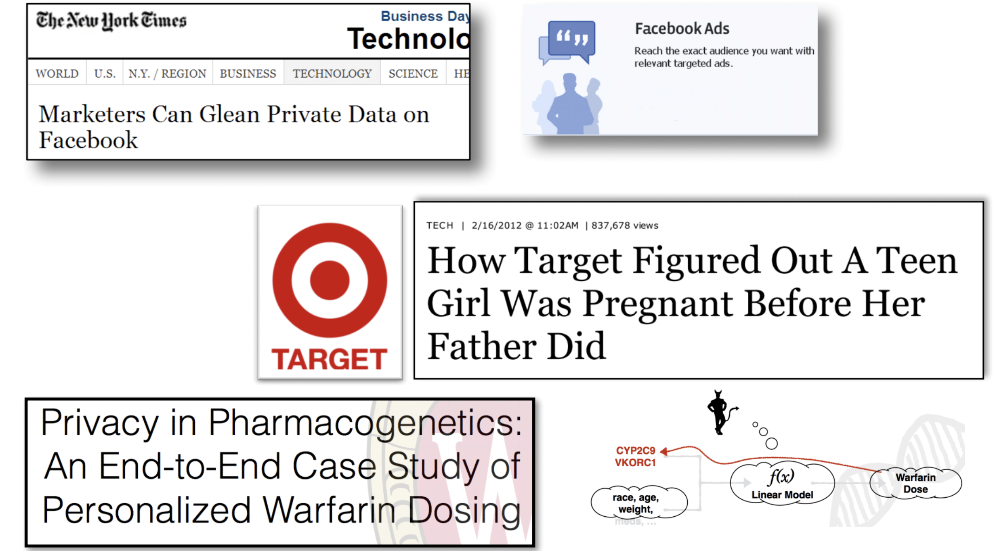 The New York Times
Business Day
Technolo
WORLD U.S. N.Y. / REGION BUSINESS TECHNOLOGY SCIENCE HE
Marketers Can Glean Private Data on
Facebook
“ ”
Facebook Ads
Reach the exact audience you want with
relevant targeted ads.
TARGET
TECH | 2/16/2012 @ 11:02AM | 837,678 views
How Target Figured Out A Teen
Girl Was Pregnant Before Her
Father Did
Privacy in Pharmacogenetics:
An End-to-End Case Study of
Personalized Warfarin Dosing
W
CYP2C9
VKORC1
race, age,
weight,
meds, ...
f(x)
Linear Model
Warfarin
Dose